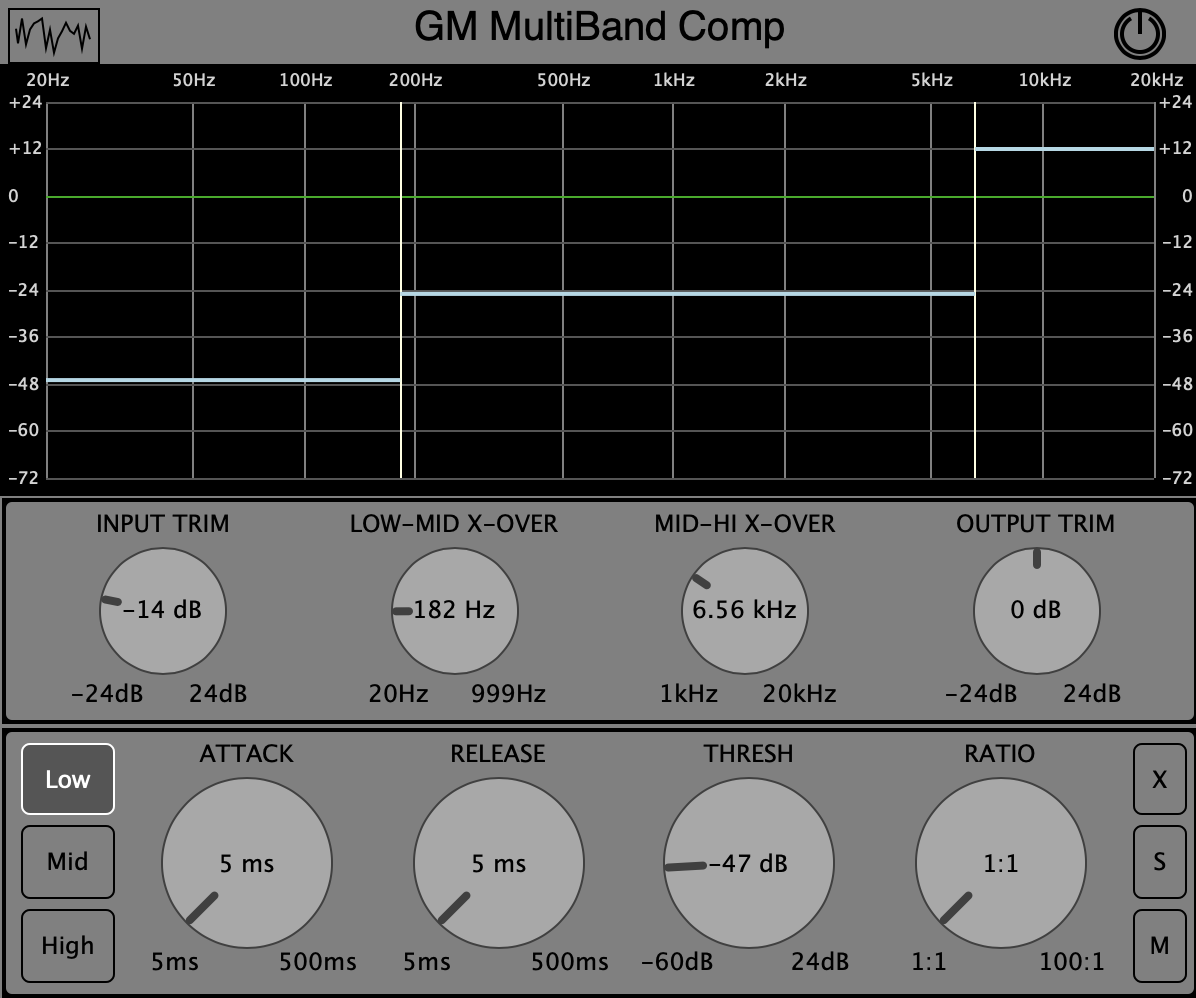 GM MultiBand Comp
20Hz 50Hz 100Hz 200Hz 500Hz 1kHz 2kHz 5kHz 10kHz 20kHz
+24 +24
+12 +12
0 0
-12 -12
-24 -24
-36 -36
-48 -48
-60 -60
-72 -72
INPUT TRIM LOW-MID X-OVER MID-HI X-OVER OUTPUT TRIM
-14 dB 182 Hz 6.56 kHz 0 dB
-24dB 24dB 20Hz 999Hz 1kHz 20kHz -24dB 24dB
ATTACK RELEASE THRESH RATIO
Low X
Mid 5 ms 5 ms -47 dB 1:1 S
High M
5ms 500ms 5ms 500ms -60dB 24dB 1:1 100:1